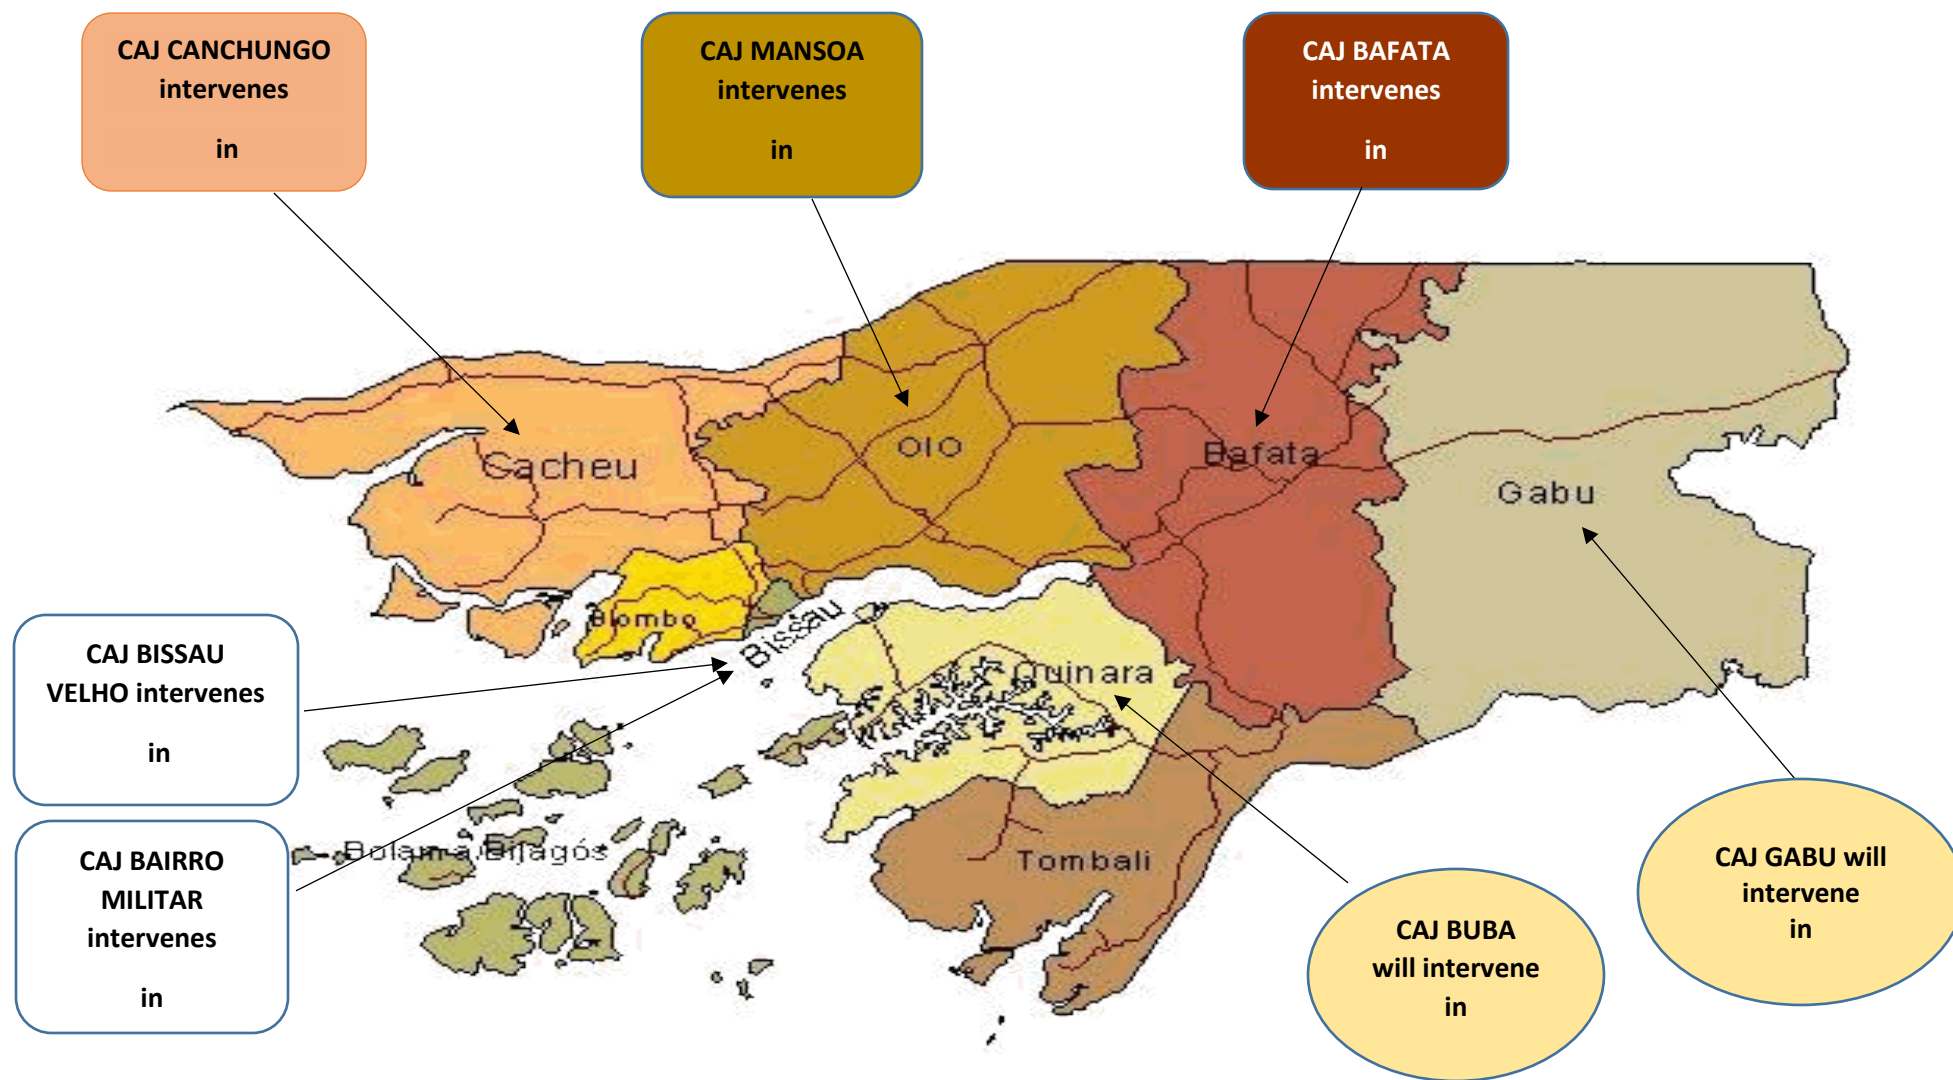 CAJ CANCHUNGO
intervenes
in
CAJ MANSOA
intervenes
in
CAJ BAFATA
intervenes
in
Cacheu
OIO
Bafata
Gabu
Biombo
Bissau
Quinara
Bolama/Bijagós
Tombali
CAJ BISSAU
VELHO intervenes
in
CAJ BAIRRO
MILITAR
intervenes
in
CAJ BUBA
will intervene
in
CAJ GABU will
intervene
in